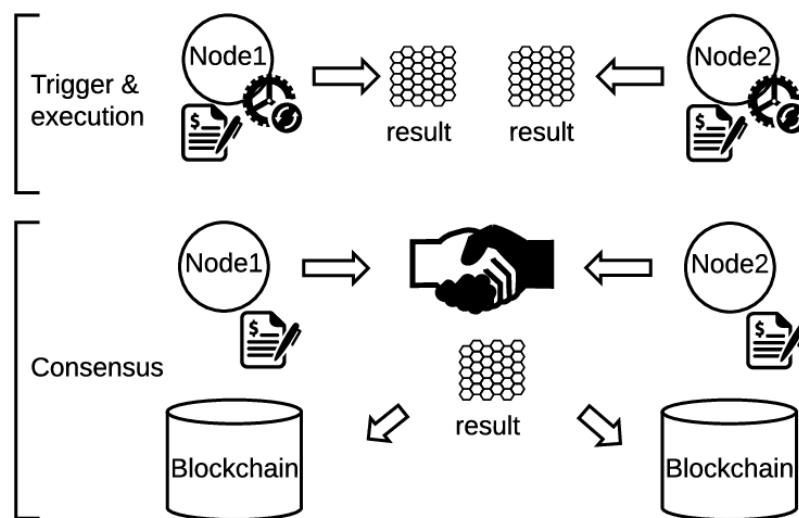 Trigger &
execution
Node1
$
result
result
Node2
$
Consensus
Node1
$
Node2
$
result
Blockchain
Blockchain